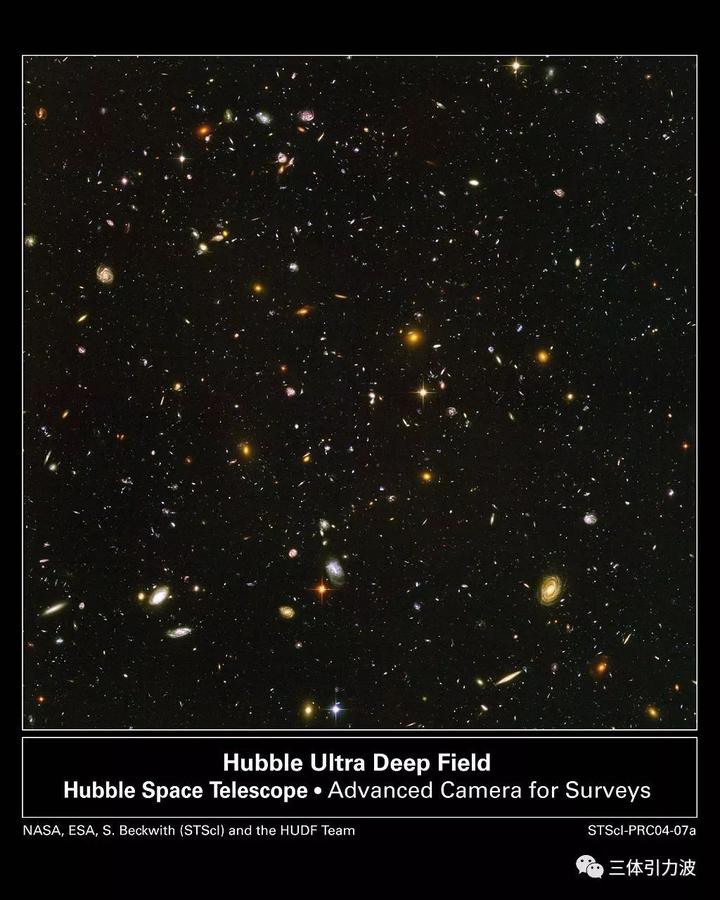 Hubble Ultra Deep Field
Hubble Space Telescope • Advanced Camera for Surveys
NASA, ESA, S. Beckwith (STScI) and the HUDF Team
STScI-PRC04-07a
三体引力波